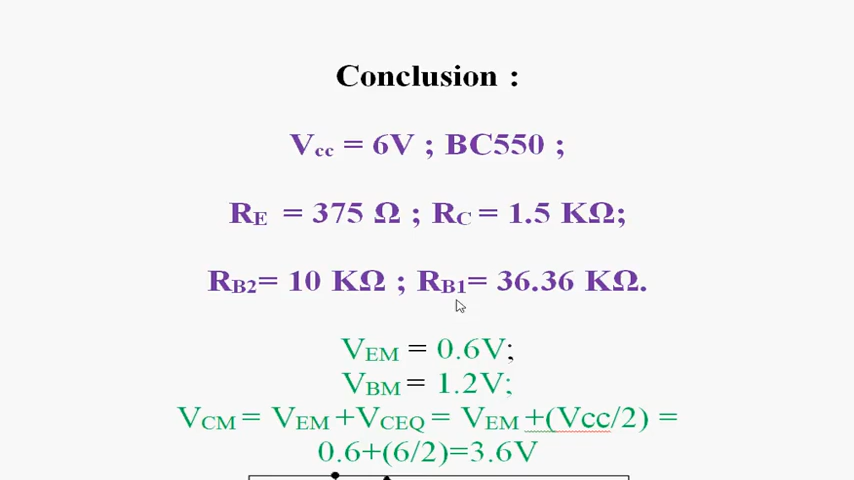 Conclusion :
Vcc = 6V ; BC550 ;
RE = 375 Ω ; RC = 1.5 KΩ;
RB2= 10 KΩ ; RB1= 36.36 KΩ.
VEM = 0.6V;
VBM = 1.2V;
VCM = VEM +VCEQ = VEM +(Vcc/2) =
0.6+(6/2)=3.6V